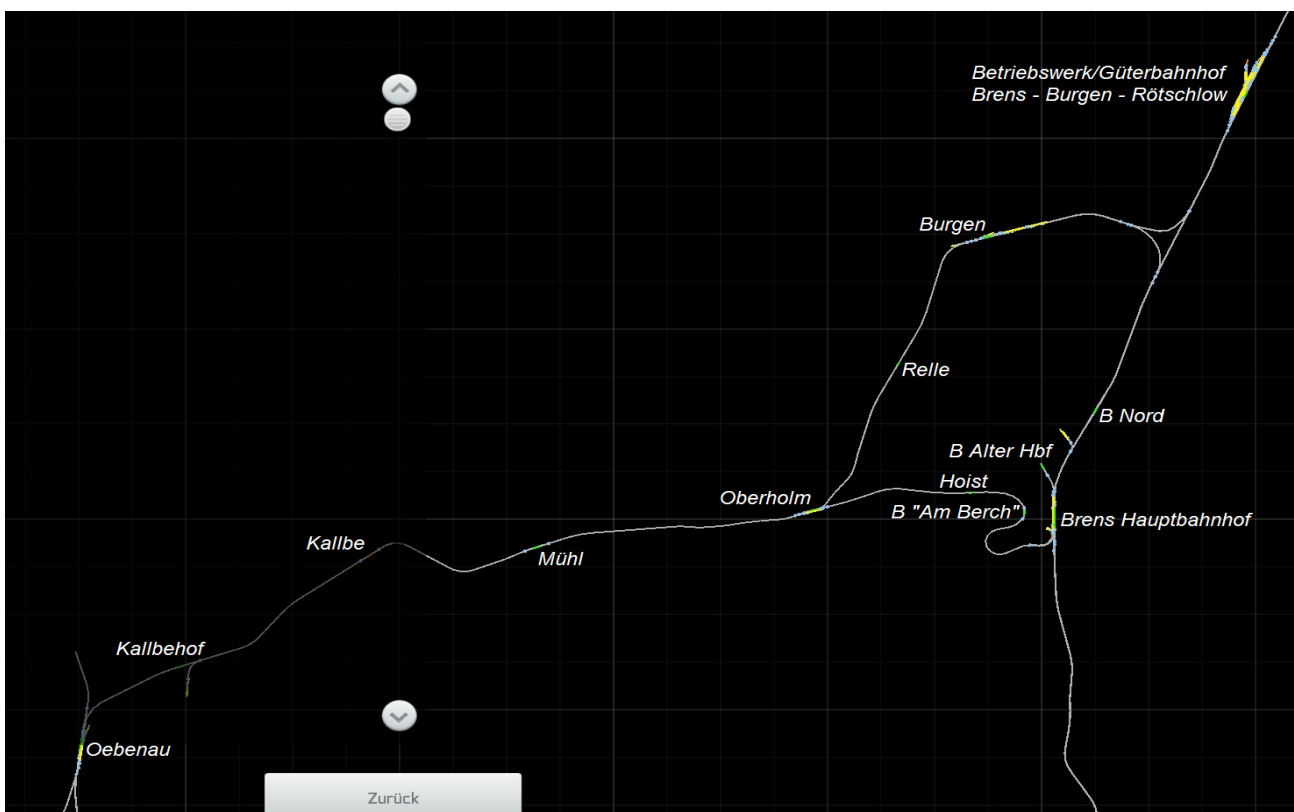 Betriebswerk/Güterbahnhof
Brens - Burgen - Rötschlow
Burgen
Relle
B Nord
B Alter Hbf
Hoist
Oberholm
B "Am Berch"
Brens Hauptbahnhof
Kallbe
Mühl
Kallbehof
Oebenau
Zurück